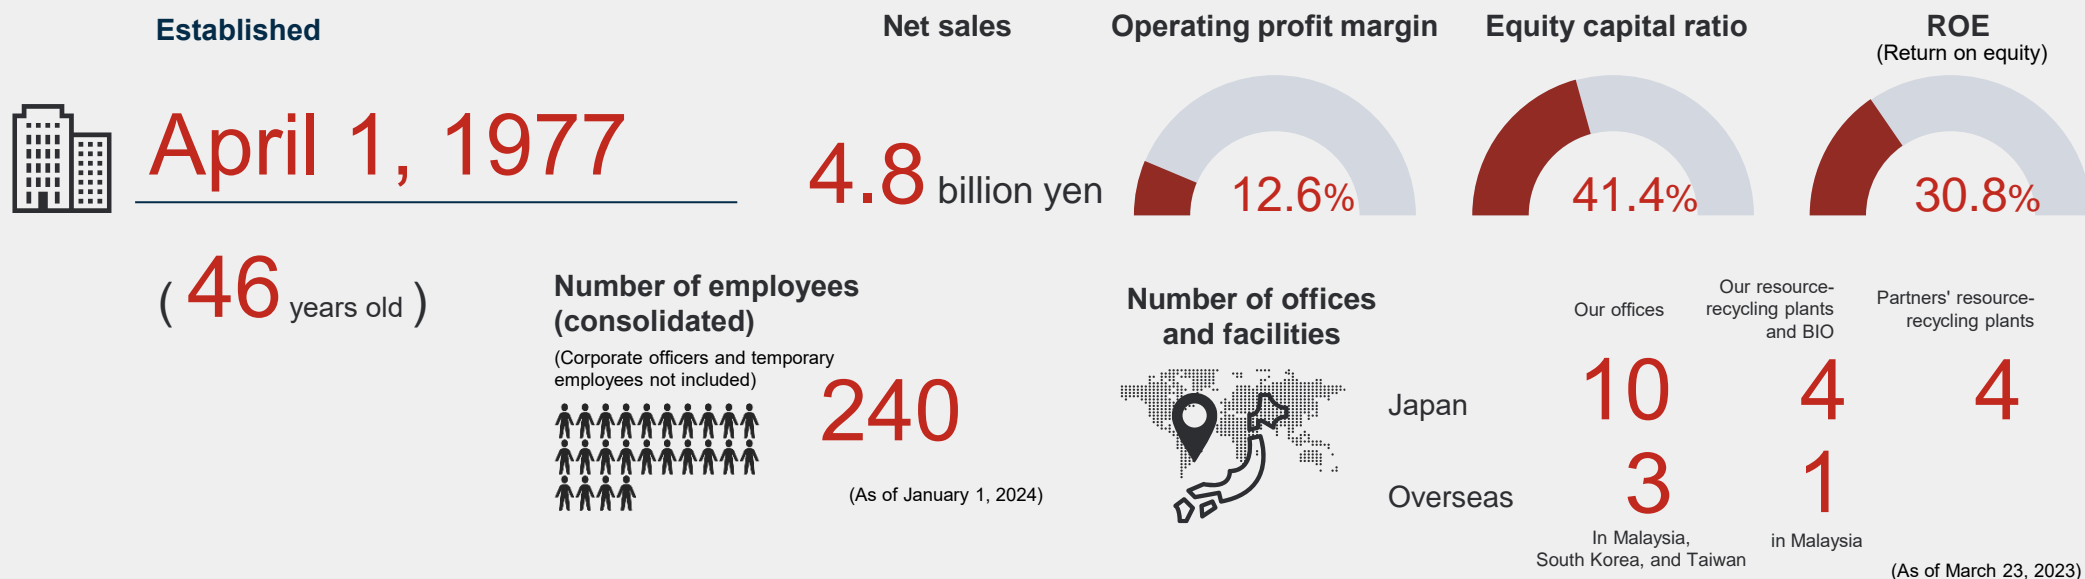 Established
April 1, 1977
( 46 years old )
Net sales
4.8 billion yen
Operating profit margin
12.6%
Equity capital ratio
41.4%
ROE
(Return on equity)
30.8%
Number of employees
(consolidated)
(Corporate officers and temporary
employees not included)
240
(As of January 1, 2024)
Number of offices
and facilities
Our offices
Our resource-
recycling plants
and BIO
Partners' resource-
recycling plants
Japan
10
4
4
Overseas
3
1
In Malaysia,
South Korea, and Taiwan
in Malaysia
(As of March 23, 2023)